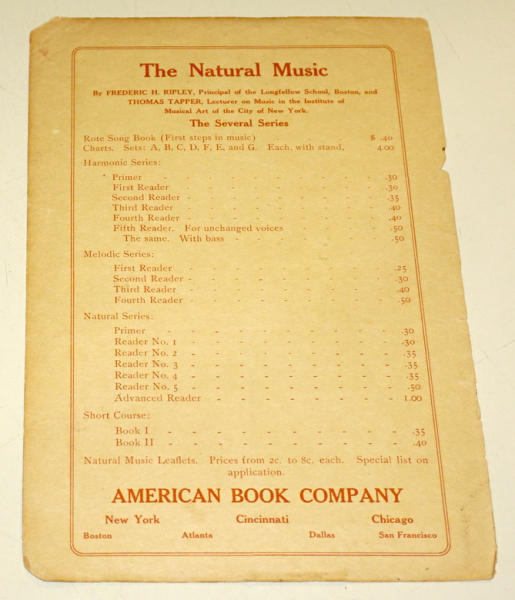 The Natural Music
By FREDERIC H. RIPLEY, Principal of the Longfellow School, Boston, and
THOMAS TAPPER, Lecturer on Music in the Institute of
Musical Art of the City of New York.
The Several Series
Rote Song Book (First steps in music) - - - - $ .40
Charts. Sets: A, B, C, D, F, E, and G. Each, with stand, 4.00
Harmonic Series:
Primer - - - - - - - - .30
First Reader - - - - - - - .30
Second Reader - - - - - - - .35
Third Reader - - - - - - - .40
Fourth Reader - - - - - - - .40
Fifth Reader. For unchanged voices - - - .50
The same. With bass - - - - - .50
Melodic Series:
First Reader - - - - - - - .25
Second Reader - - - - - - - .30
Third Reader - - - - - - - .40
Fourth Reader - - - - - - - .50
Natural Series:
Primer - - - - - - - - .30
Reader No. 1 - - - - - - - .30
Reader No. 2 - - - - - - - .35
Reader No. 3 - - - - - - - .35
Reader No. 4 - - - - - - - .35
Reader No. 5 - - - - - - - .50
Advanced Reader - - - - - - 1.00
Short Course:
Book I - - - - - - - - .35
Book II - - - - - - - - .40
Natural Music Leaflets. Prices from 2c. to 8c. each. Special list on
application.
AMERICAN BOOK COMPANY
New York Cincinnati Chicago
Boston Atlanta Dallas San Francisco